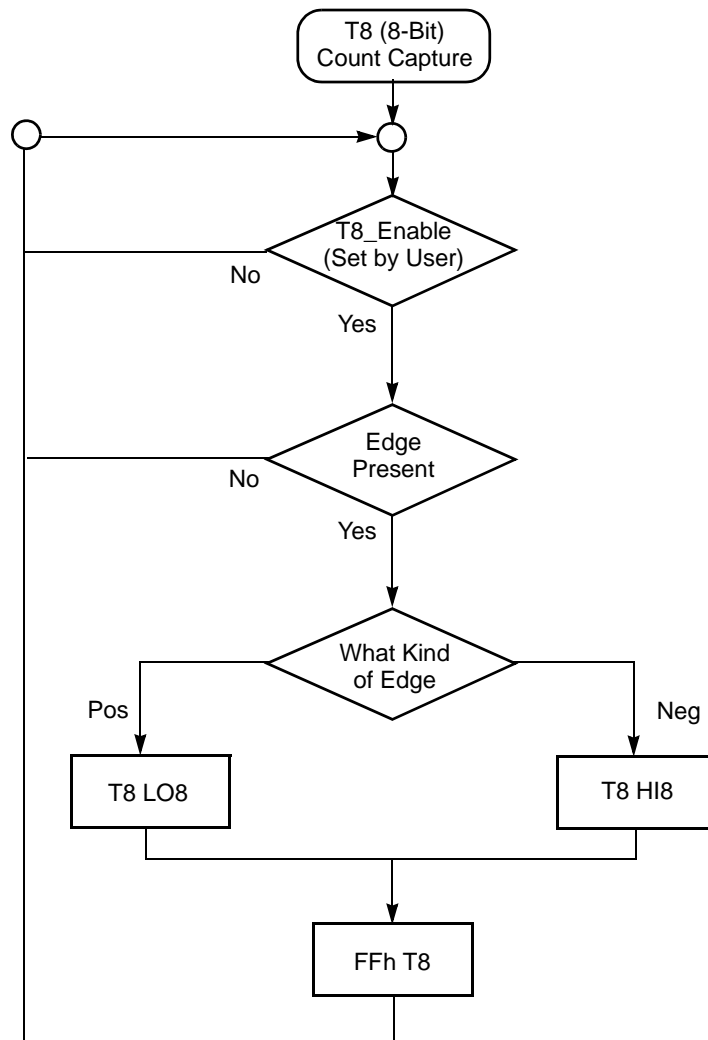 T8 (8-Bit)
Count Capture
T8_Enable
(Set by User)
No
Yes
Edge
Present
No
Yes
What Kind
of Edge
Pos
Neg
T8 LO8
T8 HI8
FFh T8